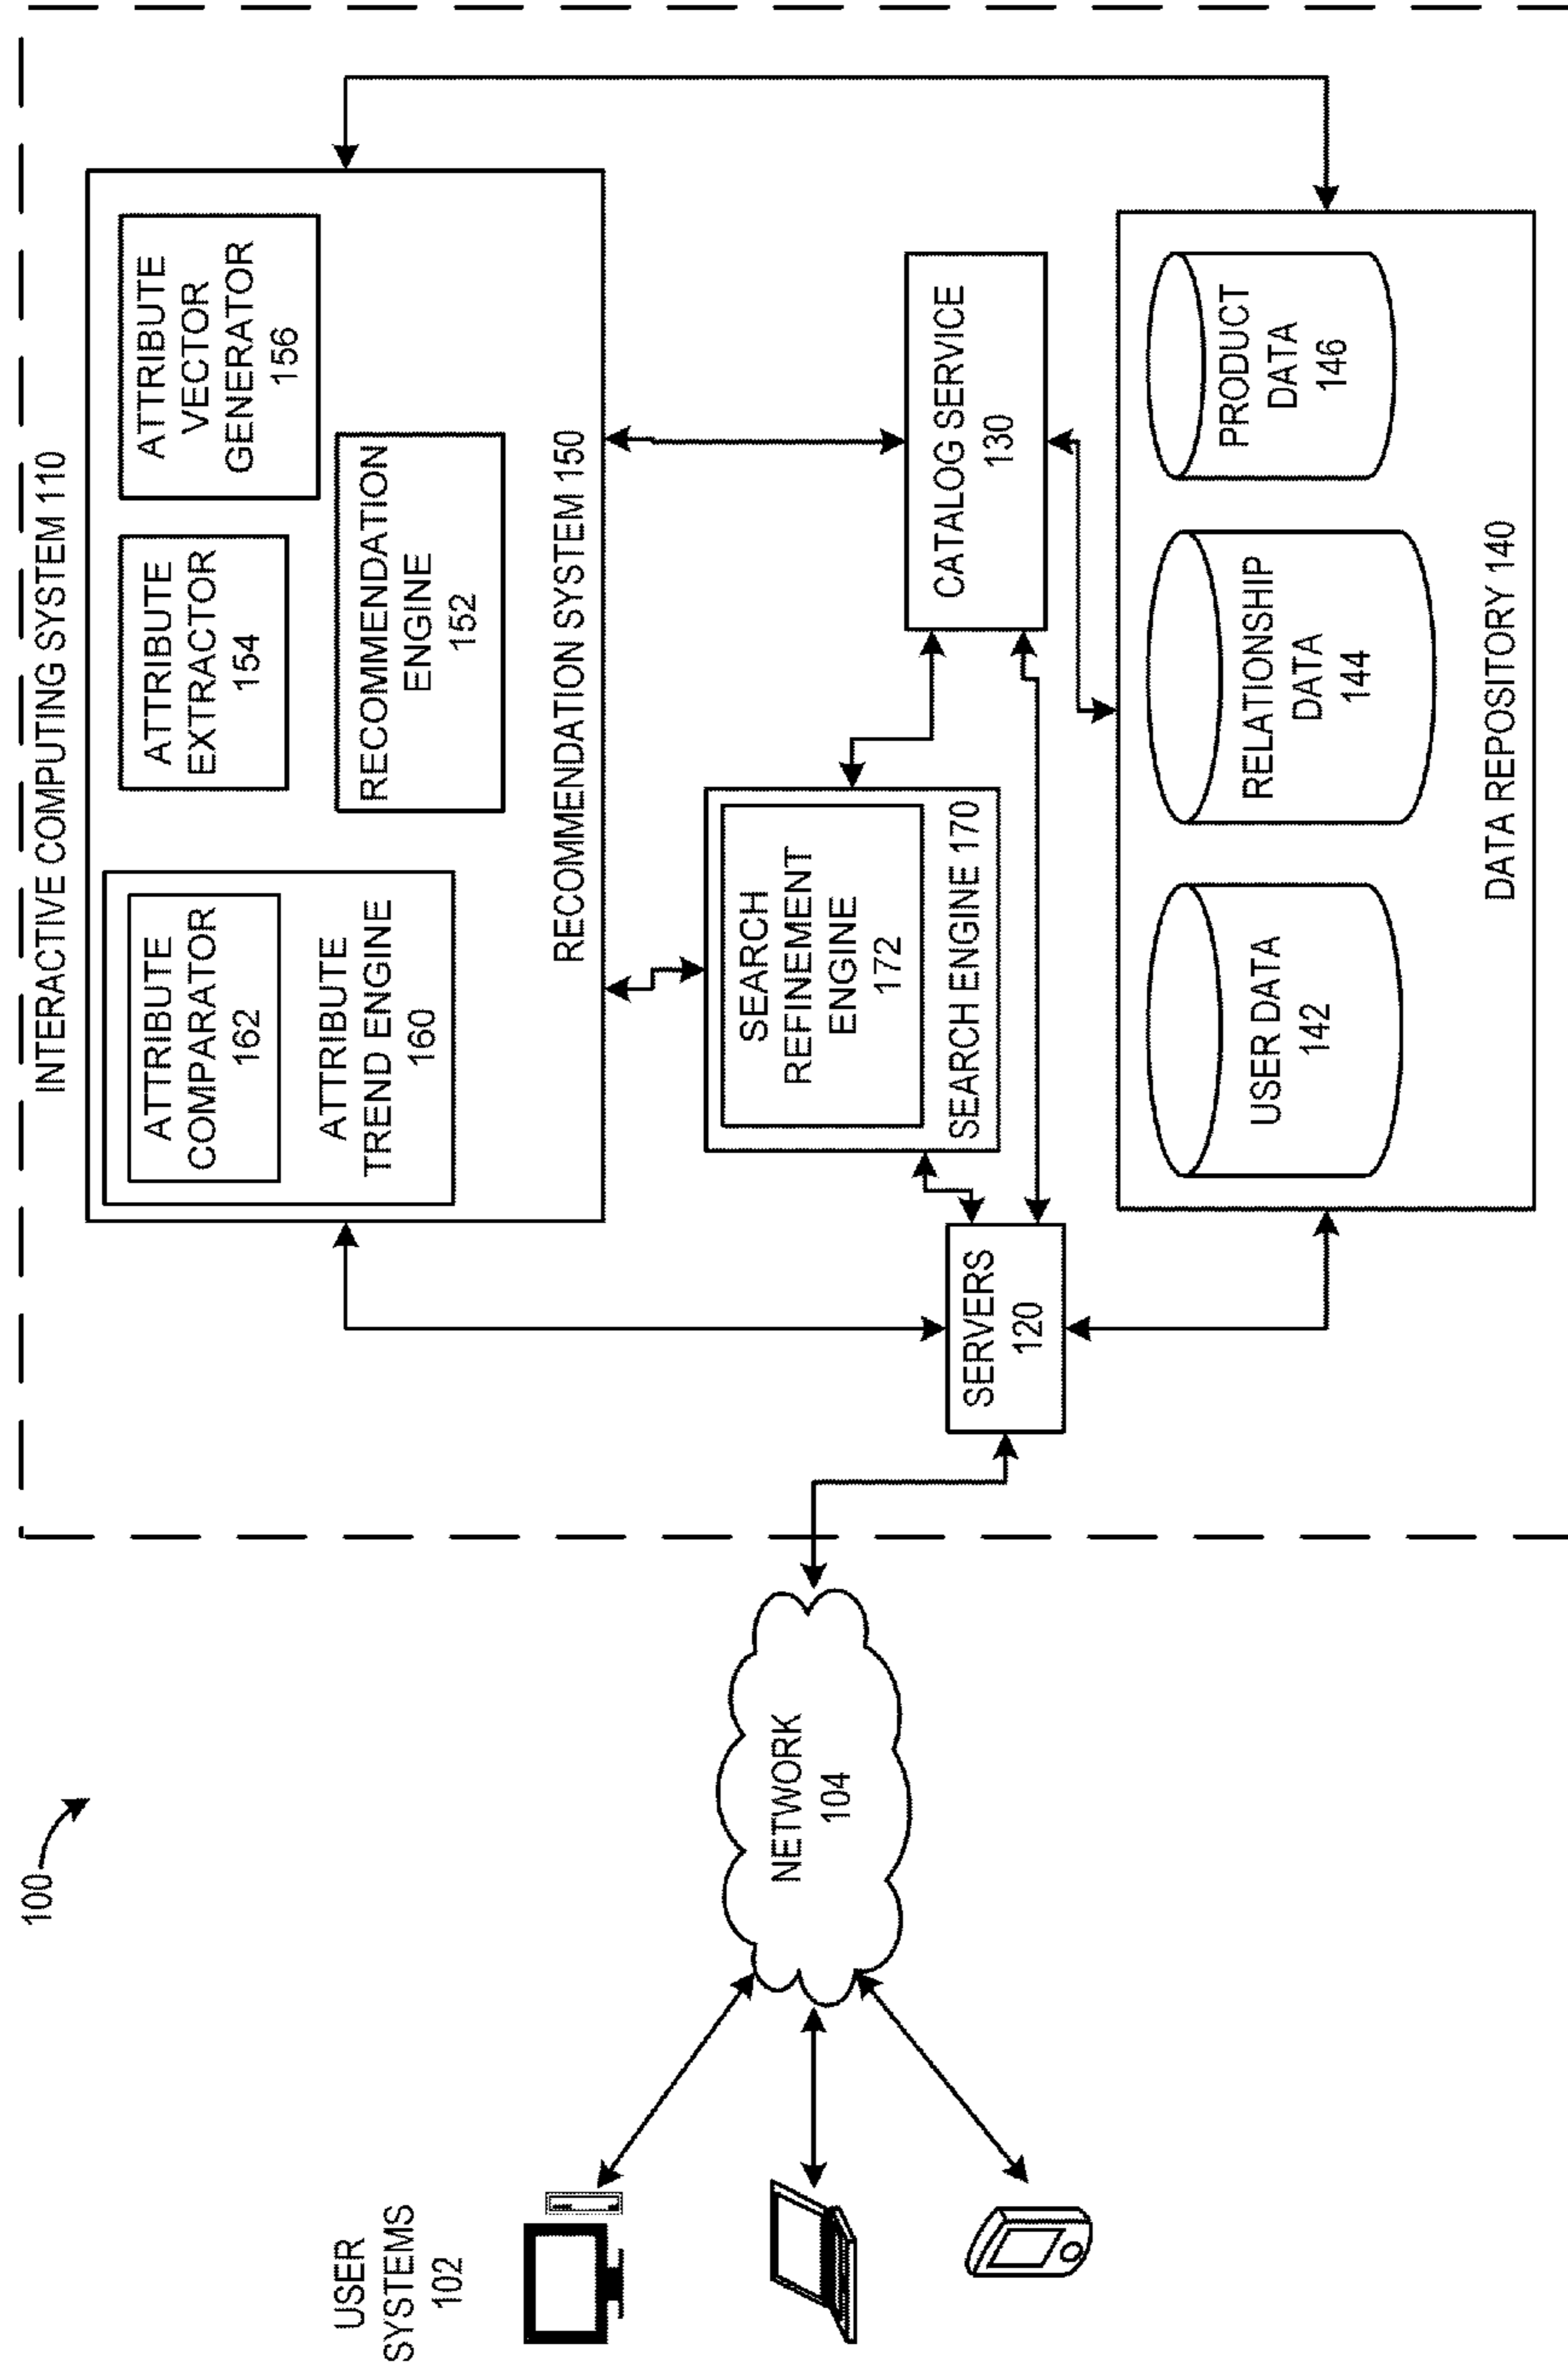 100
INTERACTIVE COMPUTING SYSTEM 110
USER
SYSTEMS
102
NETWORK
104
SERVERS
120
ATTRIBUTE
COMPARATOR
162
ATTRIBUTE
TREND ENGINE
160
ATTRIBUTE
EXTRACTOR
154
ATTRIBUTE
VECTOR
GENERATOR
156
RECOMMENDATION
ENGINE
152
RECOMMENDATION SYSTEM 150
SEARCH
REFINEMENT
ENGINE
172
SEARCH ENGINE 170
CATALOG SERVICE
130
USER DATA
142
RELATIONSHIP
DATA
144
PRODUCT
DATA
146
DATA REPOSITORY 140